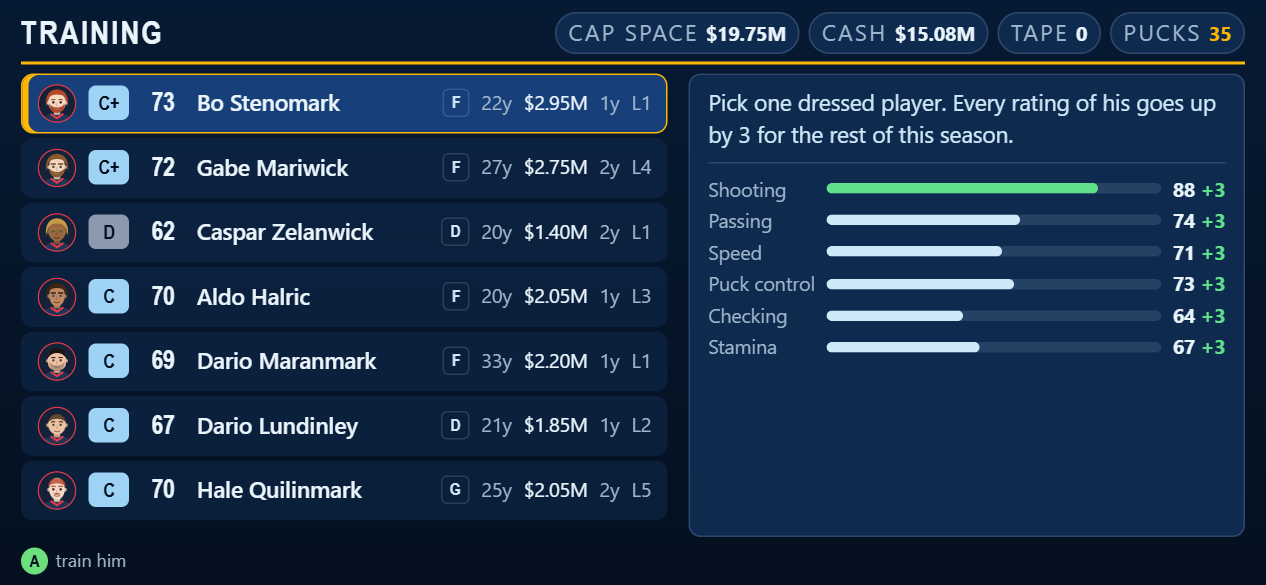 TRAINING CAP SPACE $19.75M CASH $15.08M TAPE 0 PUCKS 35
C+ 73 Bo Stenomark F 22y $2.95M 1y L1
C+ 72 Gabe Mariwick F 27y $2.75M 2y L4
D 62 Caspar Zelanwick D 20y $1.40M 2y L1
C 70 Aldo Halric F 20y $2.05M 1y L3
C 69 Dario Maranmark F 33y $2.20M 1y L1
C 67 Dario Lundinley D 21y $1.85M 1y L2
C 70 Hale Quilinmark G 25y $2.05M 2y L5
Pick one dressed player. Every rating of his goes up
by 3 for the rest of this season.
Shooting 88 +3
Passing 74 +3
Speed 71 +3
Puck control 73 +3
Checking 64 +3
Stamina 67 +3
A train him